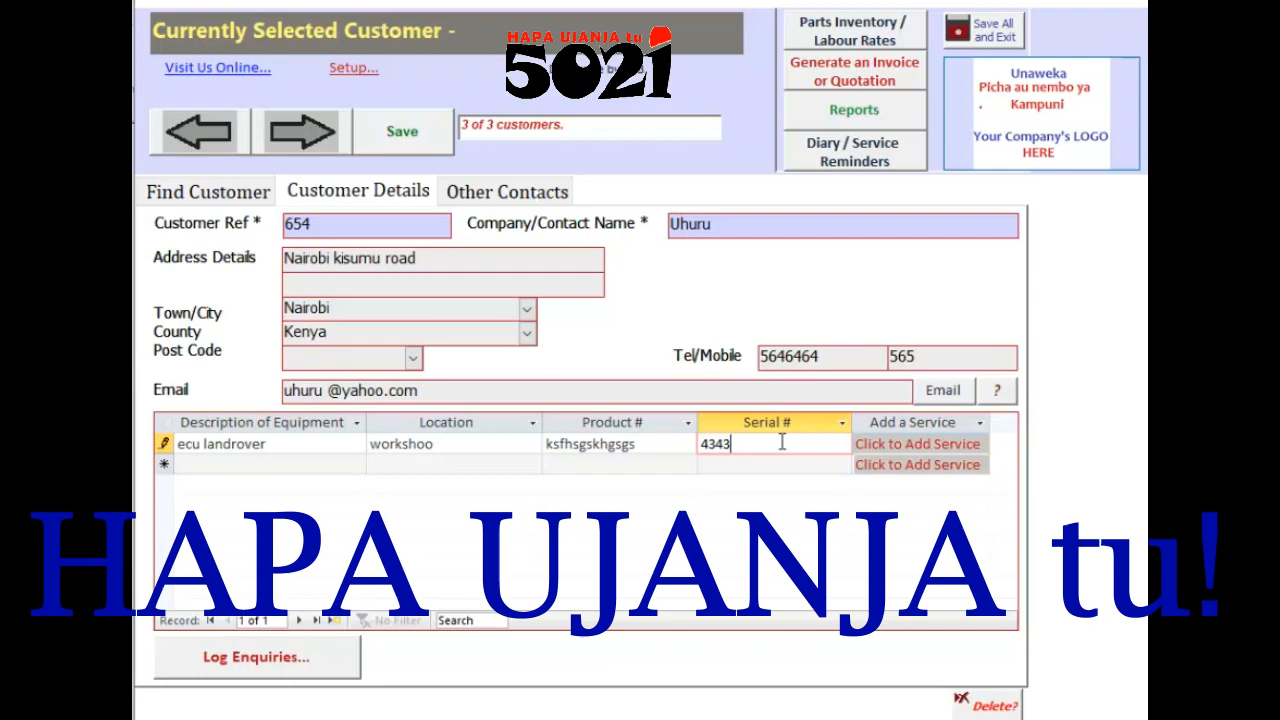 Currently Selected Customer -
HAPA UJANJA tu
5021
Visit Us Online...
Setup...
Save
3 of 3 customers.
Parts Inventory /
Labour Rates
Generate an Invoice
or Quotation
Reports
Diary / Service
Reminders
Save All
and Exit
Unaweka
Picha au nembo ya
. Kampuni
Your Company's LOGO
HERE
Find Customer
Customer Details
Other Contacts
Customer Ref *
654
Company/Contact Name *
Uhuru
Address Details
Nairobi kisumu road
Town/City
Nairobi
County
Kenya
Post Code
Tel/Mobile
5646464
565
Email
uhuru @yahoo.com
Email
?
Description of Equipment
Location
Product #
Serial #
Add a Service
ecu landrover
workshoo
ksfhsgskhgsgs
4343
Click to Add Service
Click to Add Service
HAPA UJANJA tu!
Record:
1 of 1
No Filter
Search
Log Enquiries...
Delete?